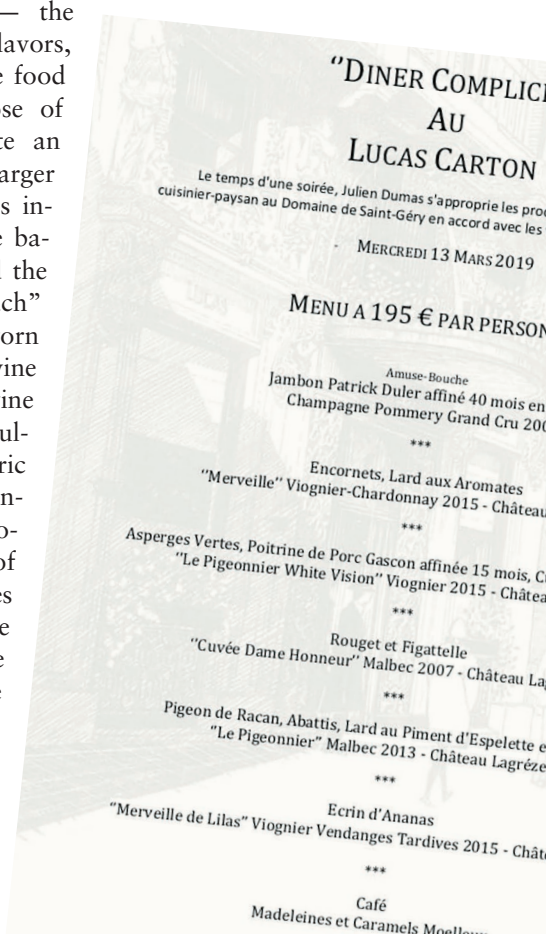 — the
lavors,
food
se of
te an
arger
s in-
ba-
the
ch”
orn
vine
ine
ul-
ric
n-
o-
of
es
e
e
‘’DINER COMPLIC
AU
LUCAS CARTON
Le temps d'une soirée, Julien Dumas s'approprie les
cuisinier-paysan au Domaine de Saint-Géry en accord avec les
MERCREDI 13 MARS 2019
MENU A 195 € PAR PERSON
Amuse-Bouche
Jambon Patrick Duler affiné 40 mois en
Champagne Pommery Grand Cru 200
***
Encornets, Lard aux Aromates
‘’Merveille’’ Viognier-Chardonnay 2015 - Château
***
Asperges Vertes, Poitrine de Porc Gascon affinée 15 mois,
‘’Le Pigeonnier White Vision’’ Viognier 2015 - Châtea
***
Rouget et Figattelle
‘’Cuvée Dame Honneur’’ Malbec 2007 - Château La
***
Pigeon de Racan, Abattis, Lard au Piment d’Espelette e
‘’Le Pigeonnier’’ Malbec 2013 - Château Lagréze
***
Ecrin d’Ananas
‘’Merveille de Lilas’’ Viognier Vendanges Tardives 2015 - Chât
***
Café
Madeleines et Caramels Moelleu